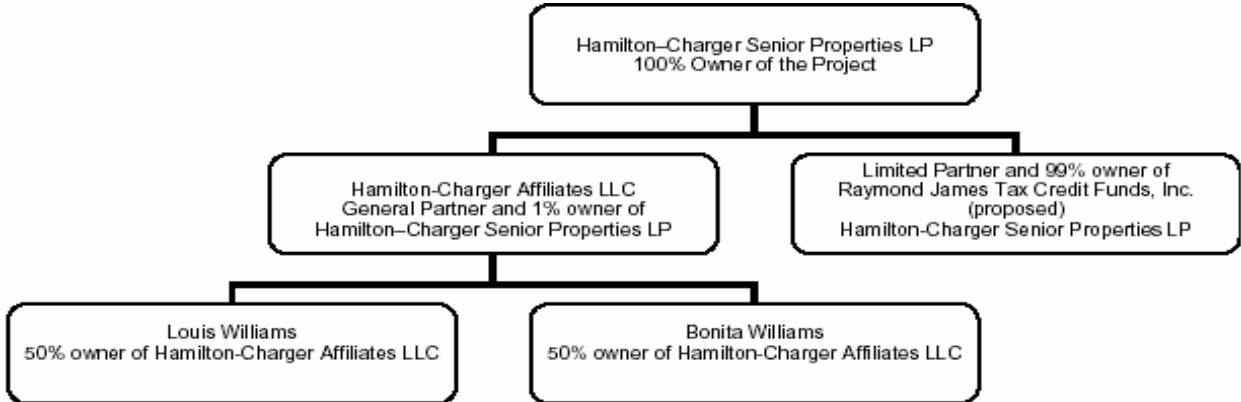 Hamilton–Charger Senior Properties LP
100% Owner of the Project
Hamilton-Charger Affiliates LLC
General Partner and 1% owner of
Hamilton–Charger Senior Properties LP
Limited Partner and 99% owner of
Raymond James Tax Credit Funds, Inc.
(proposed)
Hamilton-Charger Senior Properties LP
Louis Williams
50% owner of Hamilton-Charger Affiliates LLC
Bonita Williams
50% owner of Hamilton-Charger Affiliates LLC